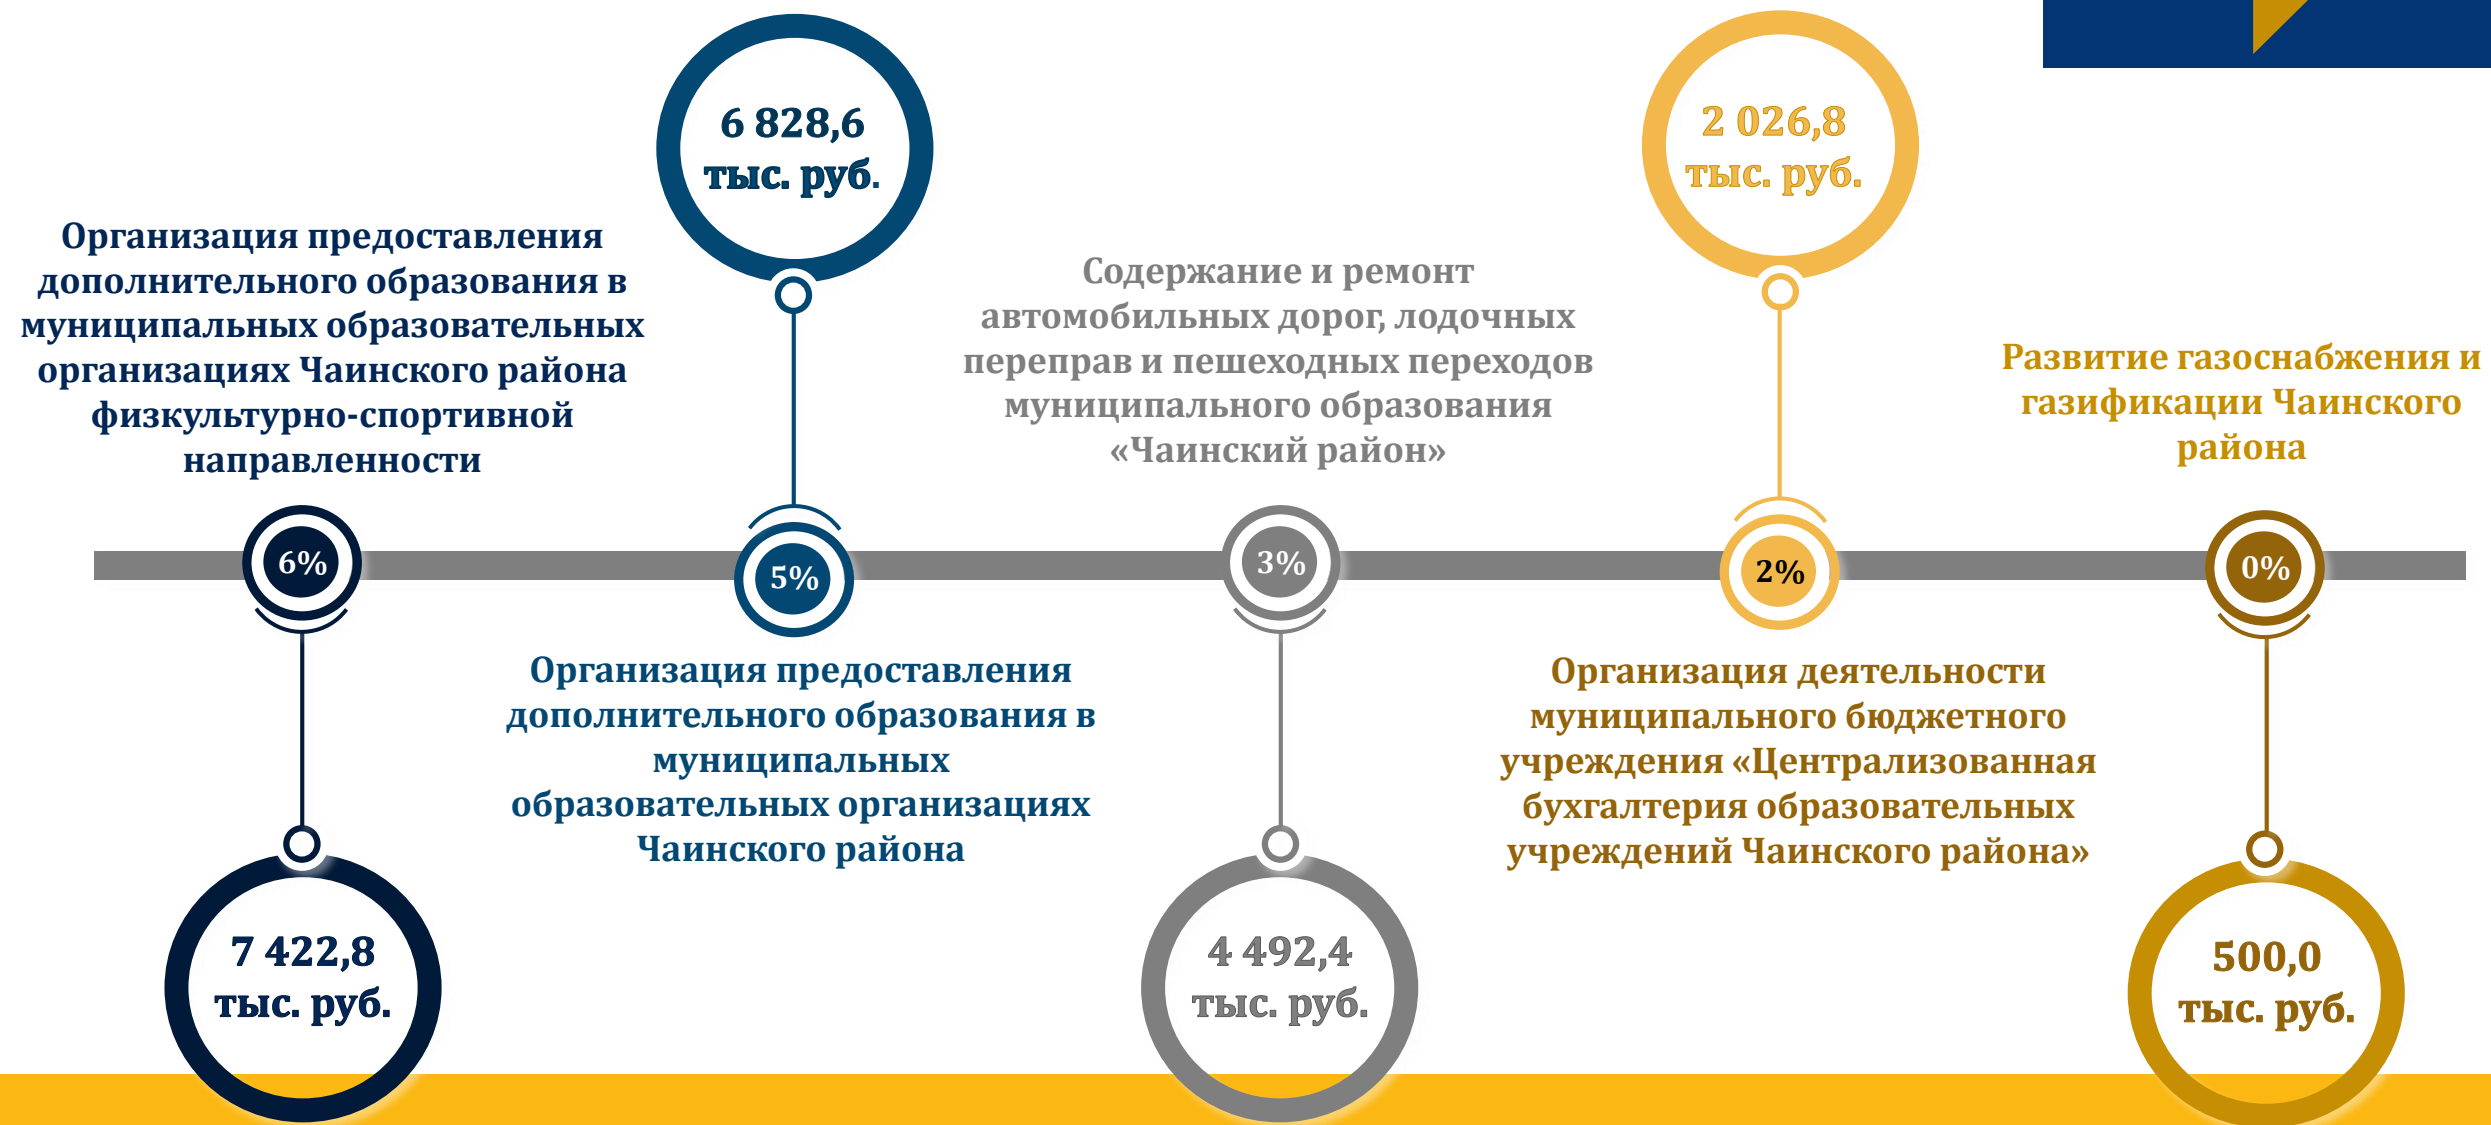 Организация предоставления
дополнительного образования в
муниципальных образовательных
организациях Чаинского района
физкультурно-спортивной
направленности
6%
7 422,8
тыс. руб.
6 828,6
тыс. руб.
5%
Организация предоставления
дополнительного образования в
муниципальных
образовательных организациях
Чаинского района
Содержание и ремонт
автомобильных дорог, лодочных
переправ и пешеходных переходов
муниципального образования
«Чаинский район»
3%
4 492,4
тыс. руб.
2 026,8
тыс. руб.
2%
Организация деятельности
муниципального бюджетного
учреждения «Централизованная
бухгалтерия образовательных
учреждений Чаинского района»
Развитие газоснабжения и
газификации Чаинского
района
0%
500,0
тыс. руб.